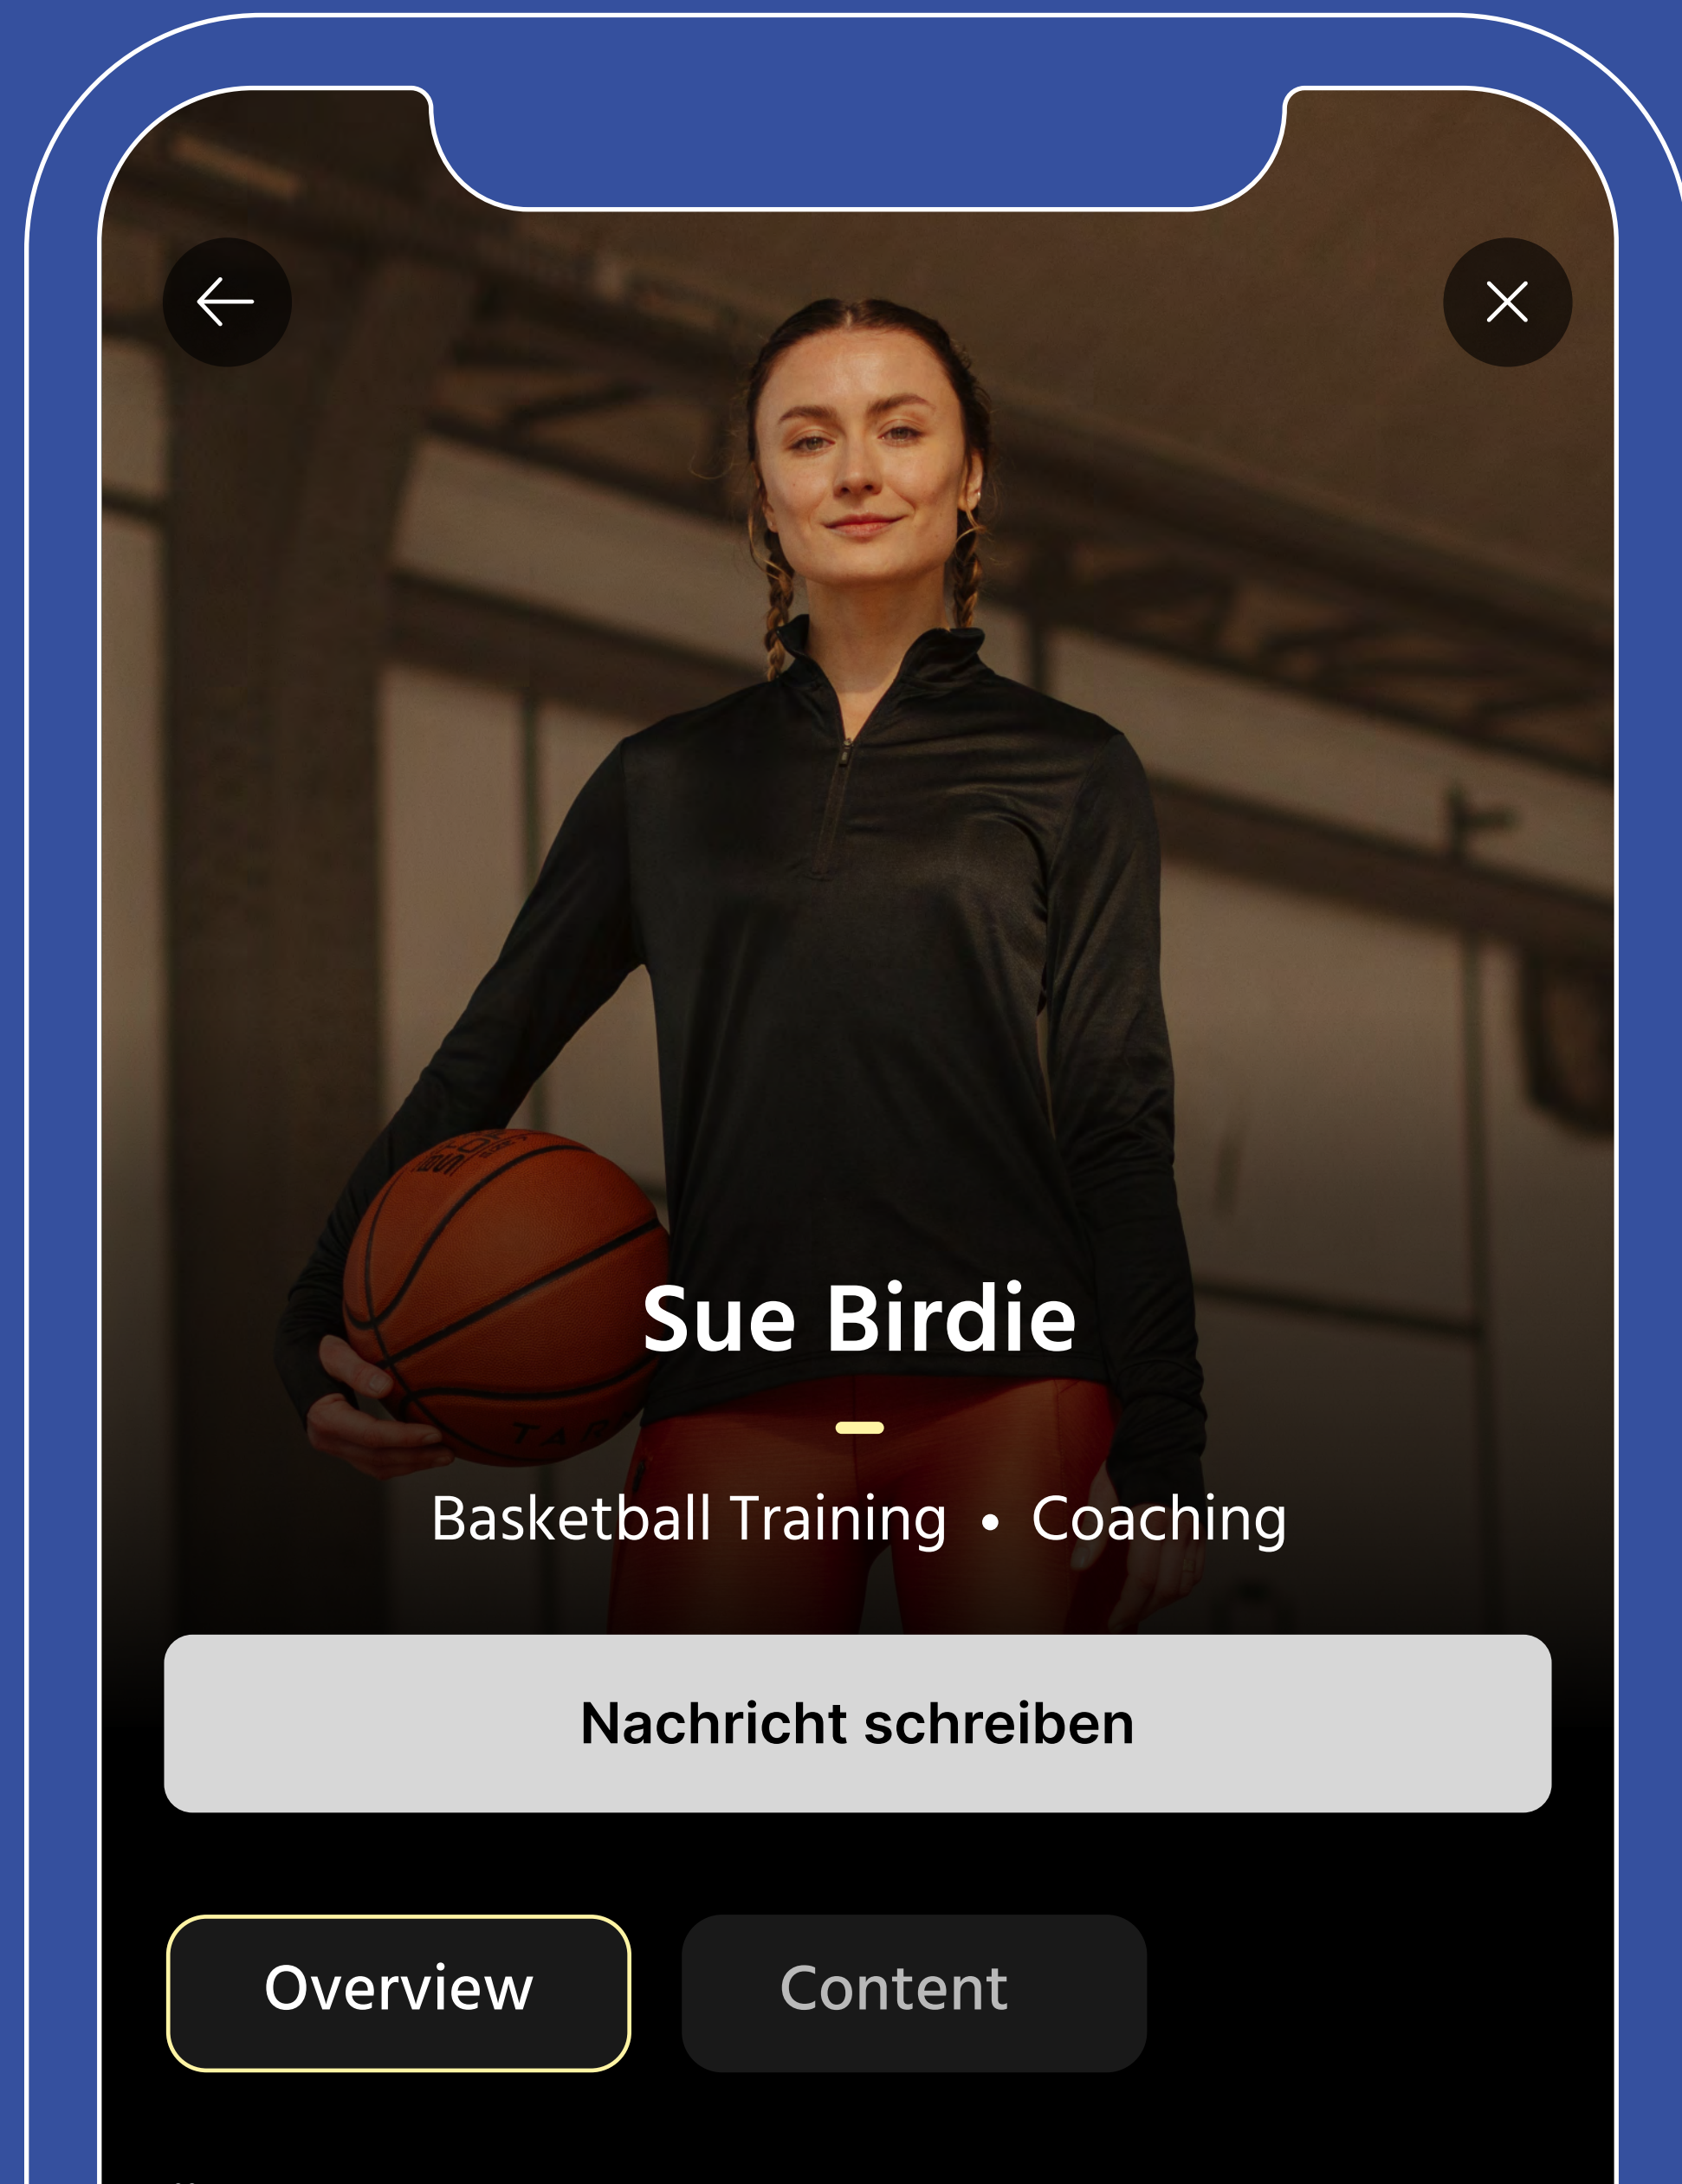 Sue Birdie
Basketball Training • Coaching
Nachricht schreiben
Overview
Content